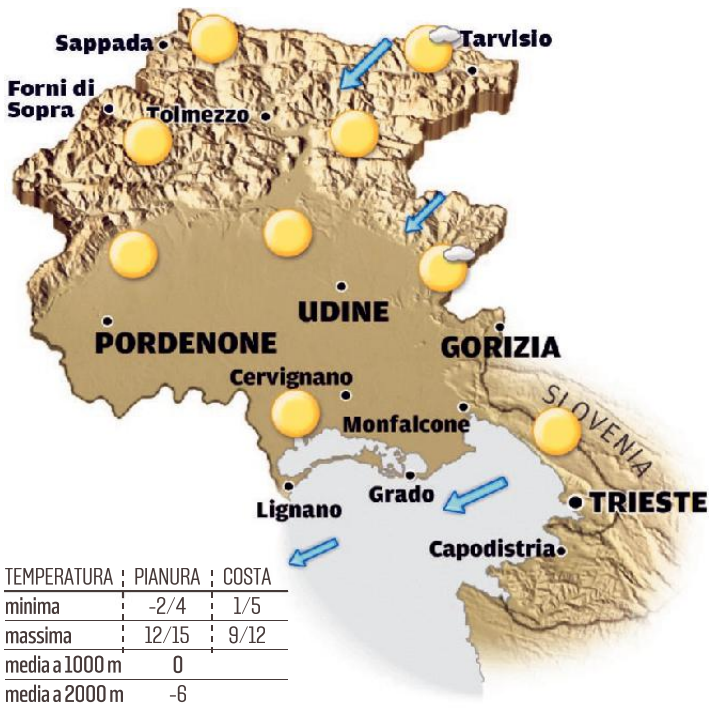 Sappada
Tarvisio
Forni di
Sopra
Tolmezzo
UDINE
PORDENONE
GORIZIA
Cervignano
SLOVENIA
Monfalcone
Grado
Lignano
TRIESTE
Capodistria
TEMPERATURA PIANURA COSTA
minima -2/4 1/5
massima 12/15 9/12
media a 1000 m 0
media a 2000 m -6